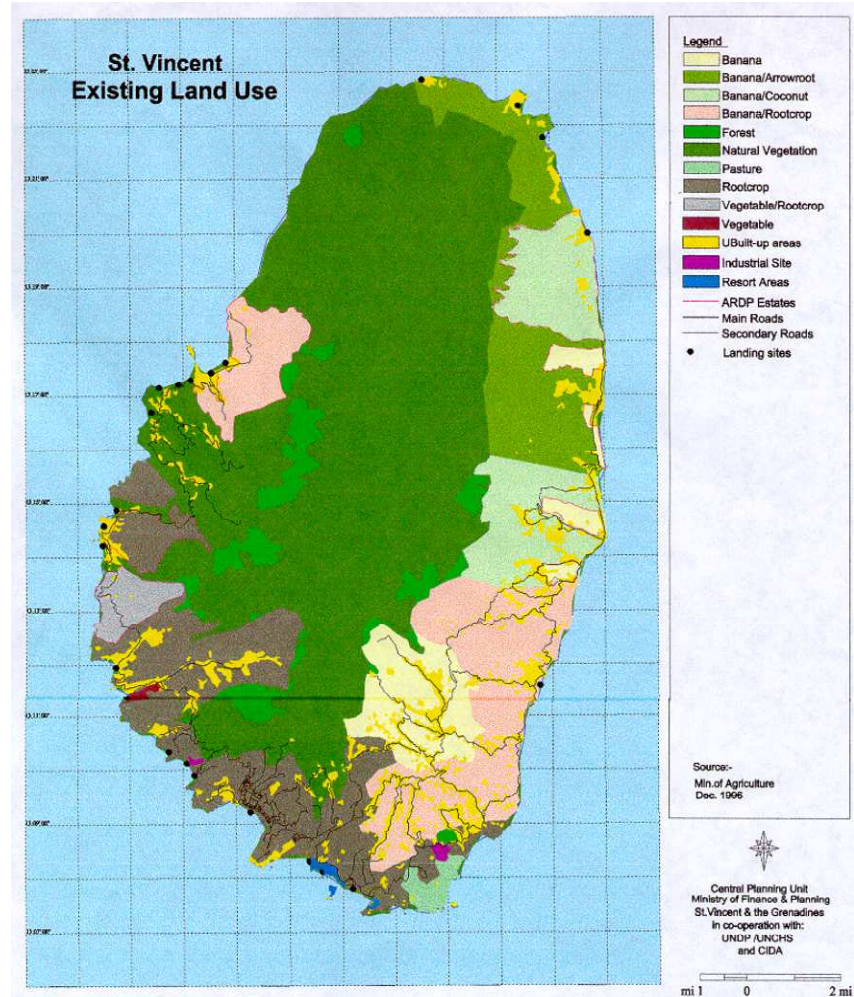 St. Vincent
Existing Land Use
Legend
Banana
Banana/Arrowroot
Banana/Coconut
Banana/Rootcrop
Forest
Natural Vegetation
Pasture
Rootcrop
Vegetable/Rootcrop
Vegetable
UBuilt-up areas
Industrial Site
Resort Areas
ARDP Estates
Main Roads
Secondary Roads
Landing sites
Source:-
Min.of Agriculture
Dec. 1996
Central Planning Unit
Ministry of Finance & Planning
St.Vincent & the Grenadines
in co-operation with:
UNDP /UNCHS
and CIDA
mi 1 0 2 mi